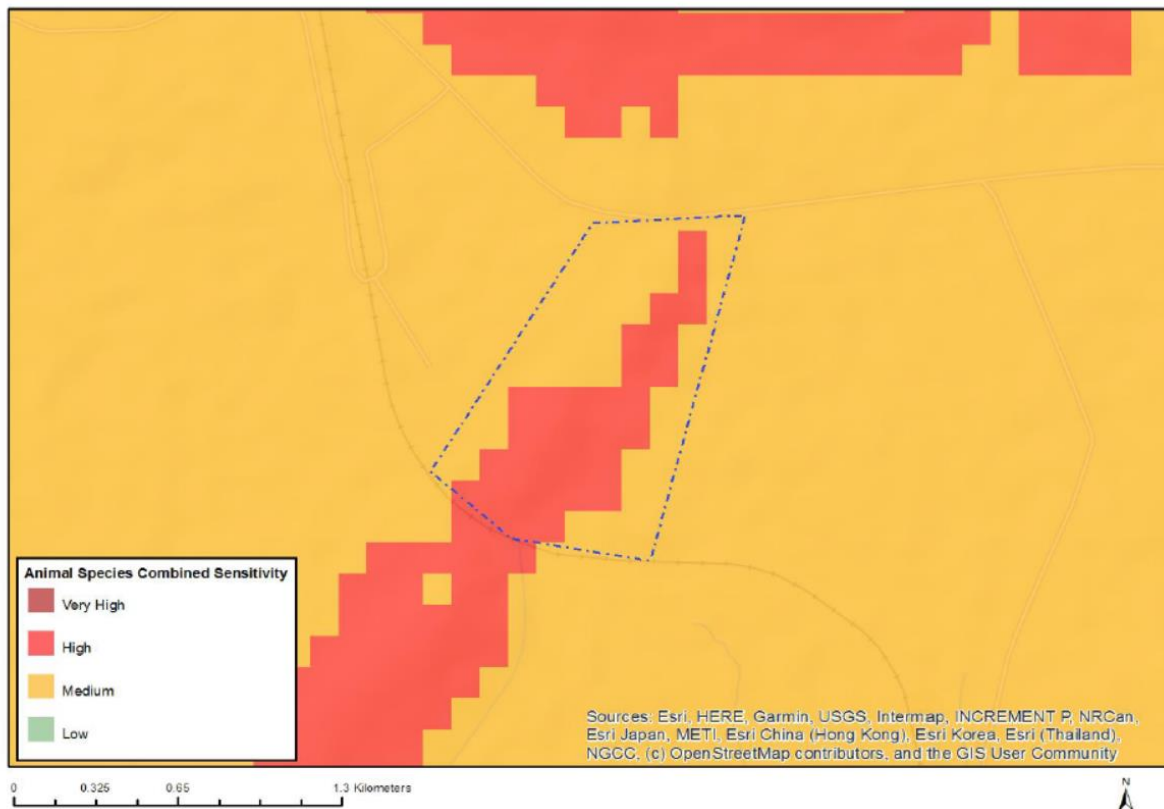 Animal Species Combined Sensitivity
Very High
High
Medium
Low
Sources: Esri, HERE, Garmin, USGS, Intermap, INCREMENT P, NRCan,
Esri Japan, METI, Esri China (Hong Kong), Esri Korea, Esri (Thailand),
NGCC, (c) OpenStreetMap contributors, and the GIS User Community
0 0.325 0.65 1.3 Kilometers
N